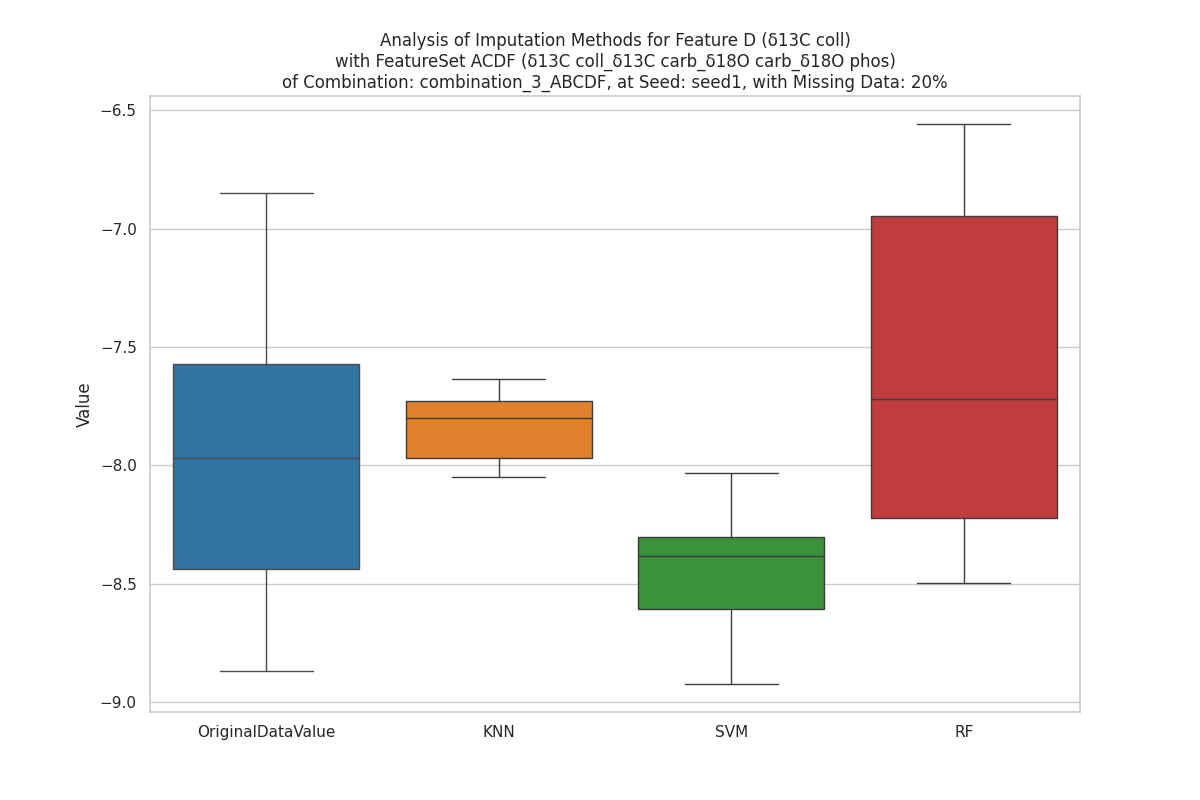 Analysis of Imputation Methods for Feature D (δ13C coll)
with FeatureSet ACDF (δ13C coll_δ13C carb_δ18O carb_δ18O phos)
of Combination: combination_3_ABCDF, at Seed: seed1, with Missing Data: 20%
−6.5
−7.0
−7.5
−8.0
−8.5
−9.0
Value
OriginalDataValue
KNN
SVM
RF